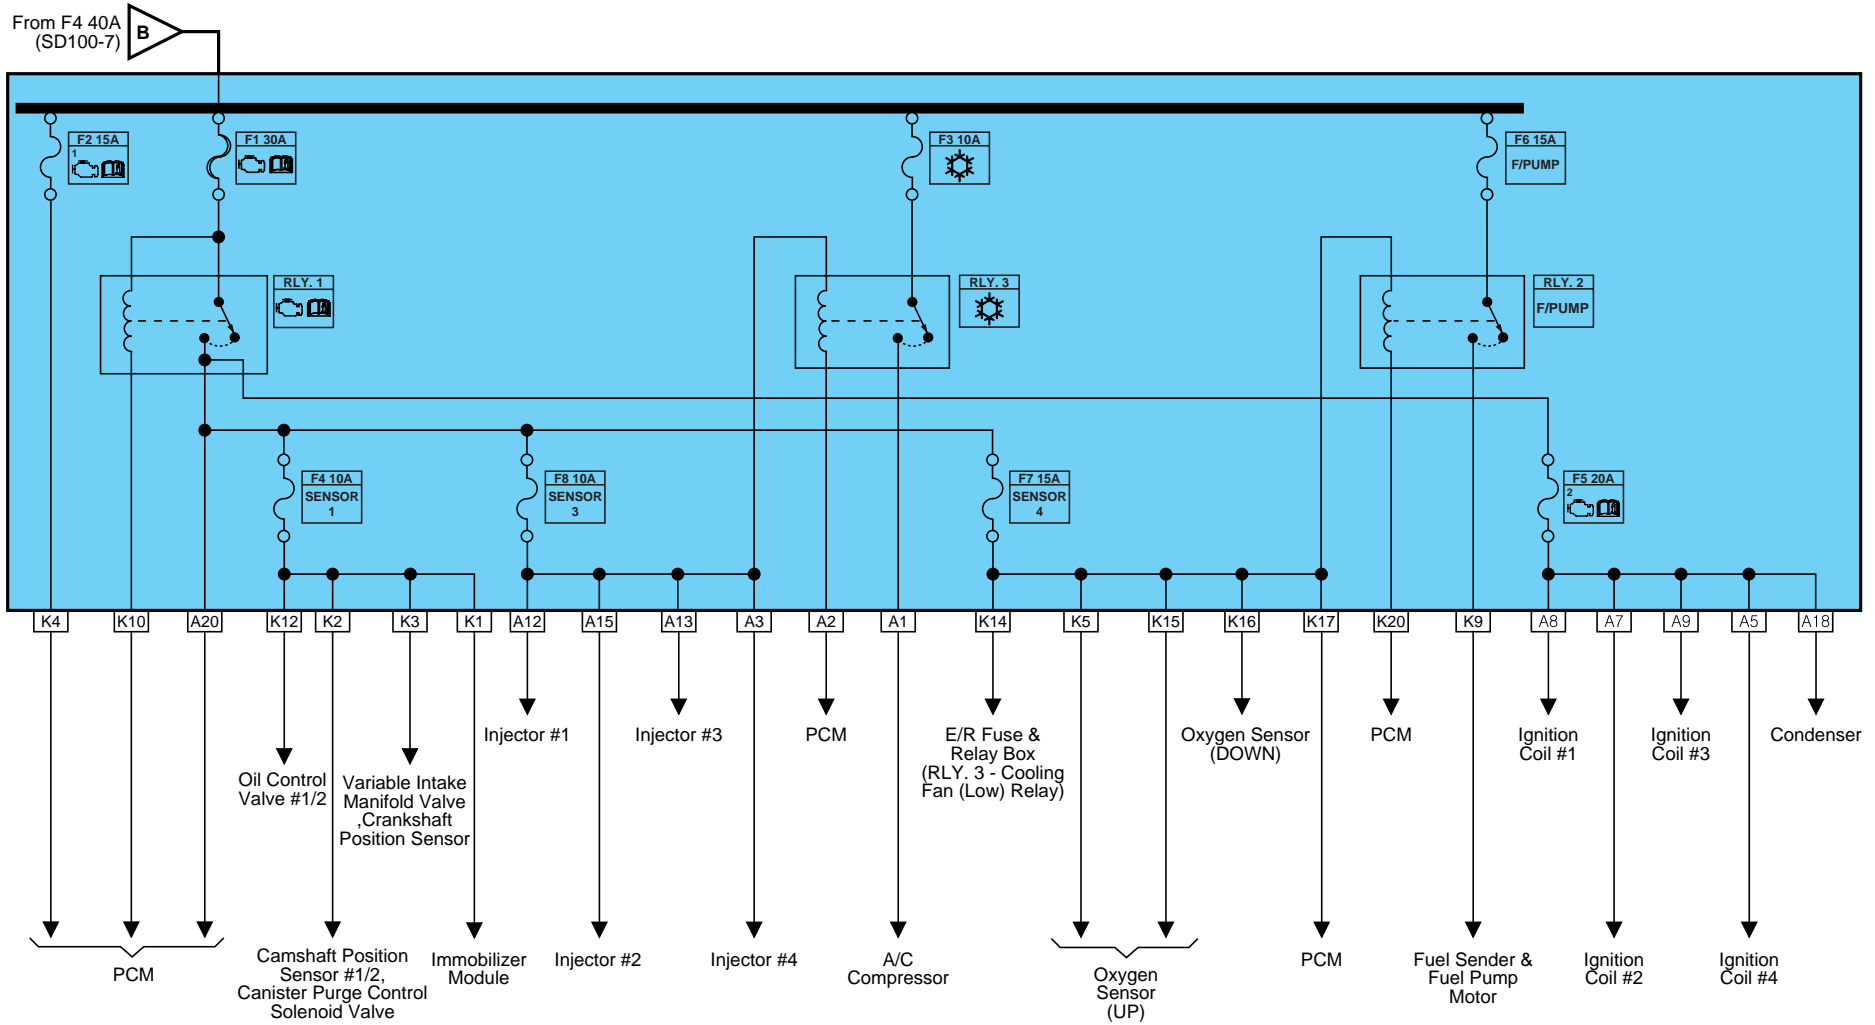 From F4 40A
(SD100-7)
B
F2 15A
1
F1 30A
F3 10A
F6 15A
F/PUMP
RLY. 1
RLY. 3
RLY. 2
F/PUMP
F4 10A
SENSOR
1
F8 10A
SENSOR
3
F7 15A
SENSOR
4
F5 20A
2
K4
K10
A20
K12
K2
K3
K1
A12
A15
A13
A3
A2
A1
K14
K5
K15
K16
K17
K20
K9
A8
A7
A9
A5
A18
Injector #1
Injector #3
PCM
E/R Fuse &
Relay Box
(RLY. 3 - Cooling
Fan (Low) Relay)
Oxygen Sensor
(DOWN)
PCM
Ignition
Coil #1
Ignition
Coil #3
Condenser
Oil Control
Valve #1/2
Variable Intake
Manifold Valve
,Crankshaft
Position Sensor
PCM
Camshaft Position
Sensor #1/2,
Canister Purge Control
Solenoid Valve
Immobilizer
Module
Injector #2
Injector #4
A/C
Compressor
Oxygen
Sensor
(UP)
PCM
Fuel Sender &
Fuel Pump
Motor
Ignition
Coil #2
Ignition
Coil #4